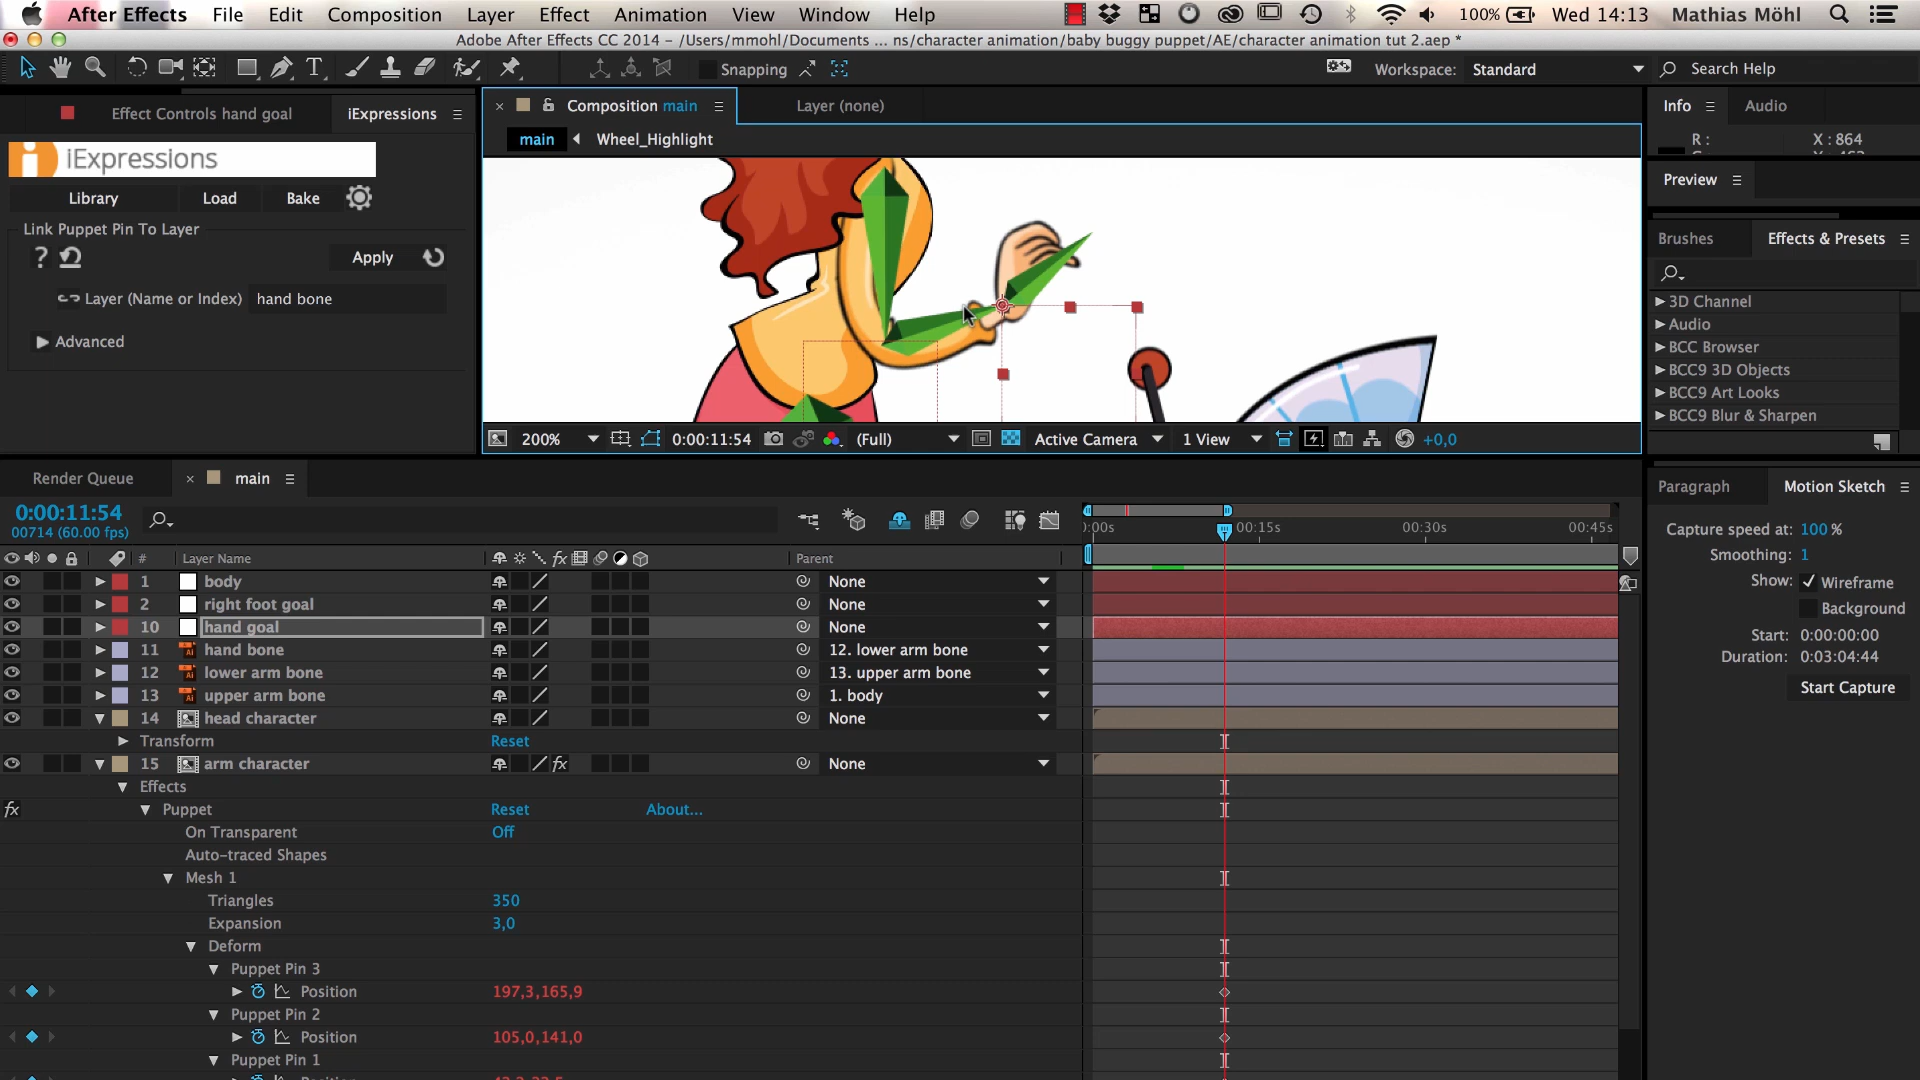 After Effects File Edit Composition Layer Effect Animation View Window Help 100% Wed 14:13 Mathias Möhl
Adobe After Effects CC 2014 – /Users/mmohl/Documents ... ns/character animation/baby buggy puppet/AE/character animation tut 2.aep *
Snapping Workspace: Standard Search Help
Effect Controls hand goal iExpressions
iExpressions
Library Load Bake
Link Puppet Pin To Layer
? Apply
Layer (Name or Index) hand bone
Advanced
Composition main Layer (none)
main Wheel_Highlight
200% 0:00:11:54 (Full) Active Camera 1 View +0,0
Info Audio
R : X : 864
Preview
Brushes Effects & Presets
3D Channel
Audio
BCC Browser
BCC9 3D Objects
BCC9 Art Looks
BCC9 Blur & Sharpen
Render Queue main
0:00:11:54
00714 (60.00 fps)
):00s 00:15s 00:30s 00:45s
# Layer Name fx Parent
1 body None
2 right foot goal None
10 hand goal None
11 hand bone 12. lower arm bone
12 lower arm bone 13. upper arm bone
13 upper arm bone 1. body
14 head character None
Transform Reset
15 arm character fx None
Effects
fx Puppet Reset About...
On Transparent Off
Auto-traced Shapes
Mesh 1
Triangles 350
Expansion 3,0
Deform
Puppet Pin 3
Position 197,3,165,9
Puppet Pin 2
Position 105,0,141,0
Puppet Pin 1
Paragraph Motion Sketch
Capture speed at: 100 %
Smoothing: 1
Show: Wireframe
Background
Start: 0:00:00:00
Duration: 0:03:04:44
Start Capture